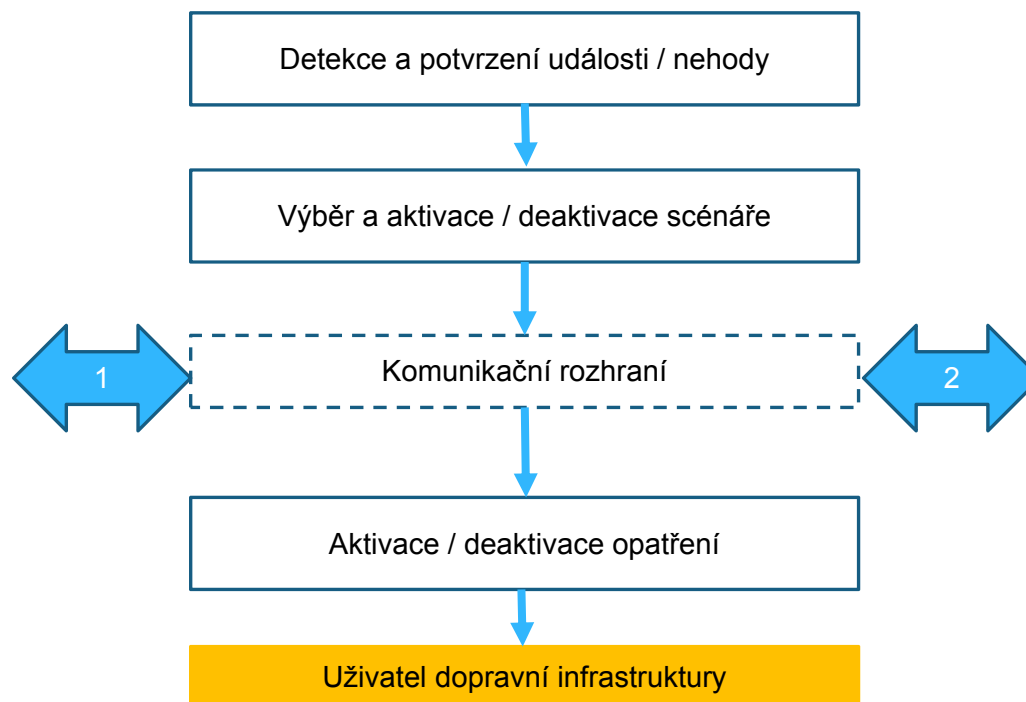 Detekce a potvrzení události / nehody
Výběr a aktivace / deaktivace scénáře
1
Komunikační rozhraní
2
Aktivace / deaktivace opatření
Uživatel dopravní infrastruktury